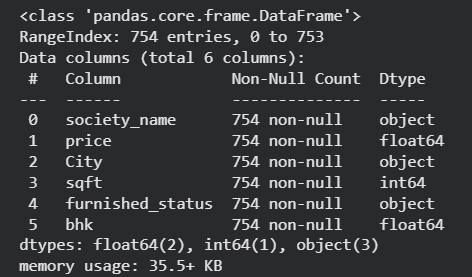 <class 'pandas.core.frame.DataFrame'>
RangeIndex: 754 entries, 0 to 753
Data columns (total 6 columns):
 #   Column            Non-Null Count  Dtype
---  ------            --------------  -----
 0   society_name      754 non-null    object
 1   price             754 non-null    float64
 2   City              754 non-null    object
 3   sqft              754 non-null    int64
 4   furnished_status  754 non-null    object
 5   bhk               754 non-null    float64
dtypes: float64(2), int64(1), object(3)
memory usage: 35.5+ KB